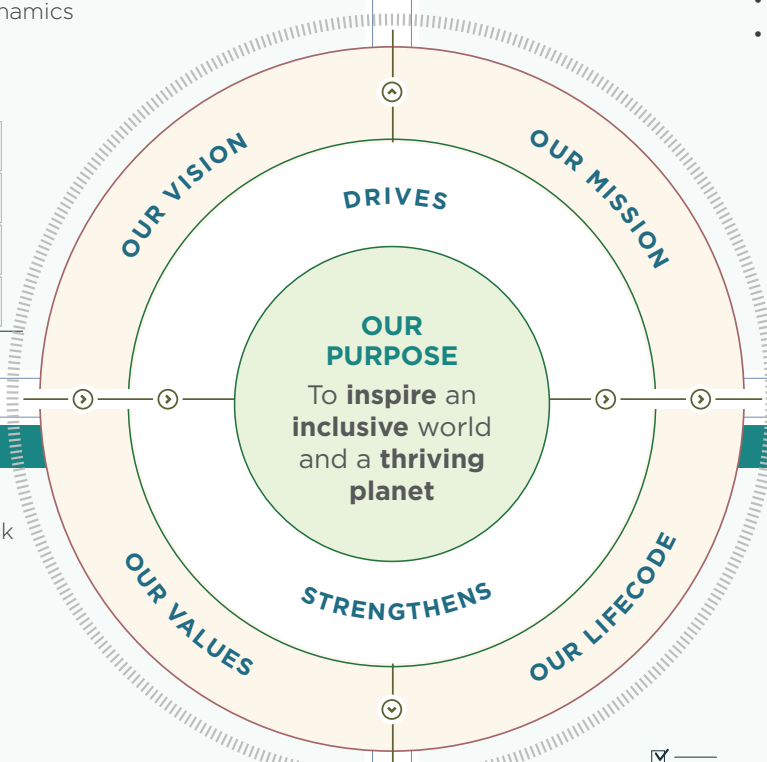 OUR VISION
OUR MISSION
DRIVES
OUR
PURPOSE
To inspire an
inclusive world
and a thriving
planet
STRENGTHENS
OUR VALUES
OUR LIFECODE